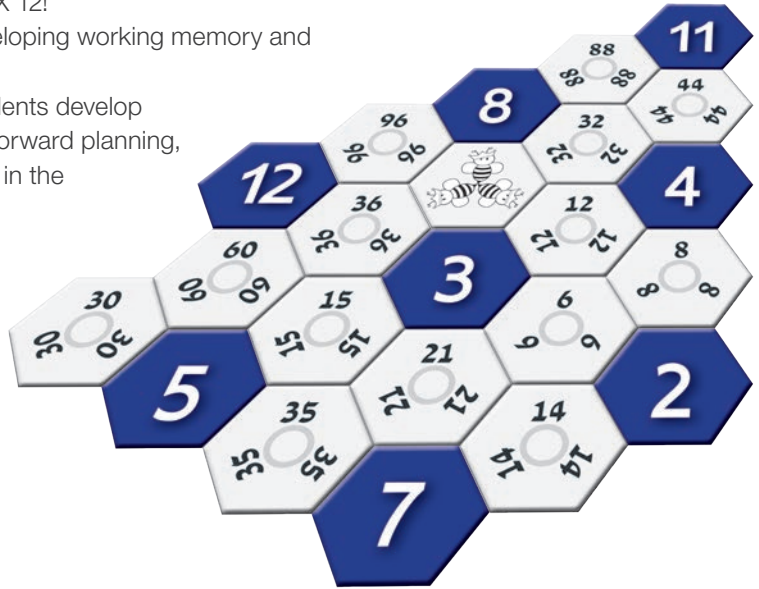 X 12!
eloping working memory and
dents develop
orward planning,
in the
11
88 88 88
44 44 44
8
96 96 96
32 32 32
4
12
36 36 36
12 12 12
60 60 60
3
8 8 8
30 30 30
15 15 15
6 6 6
5
21 21 21
2
35 35 35
14 14 14
7